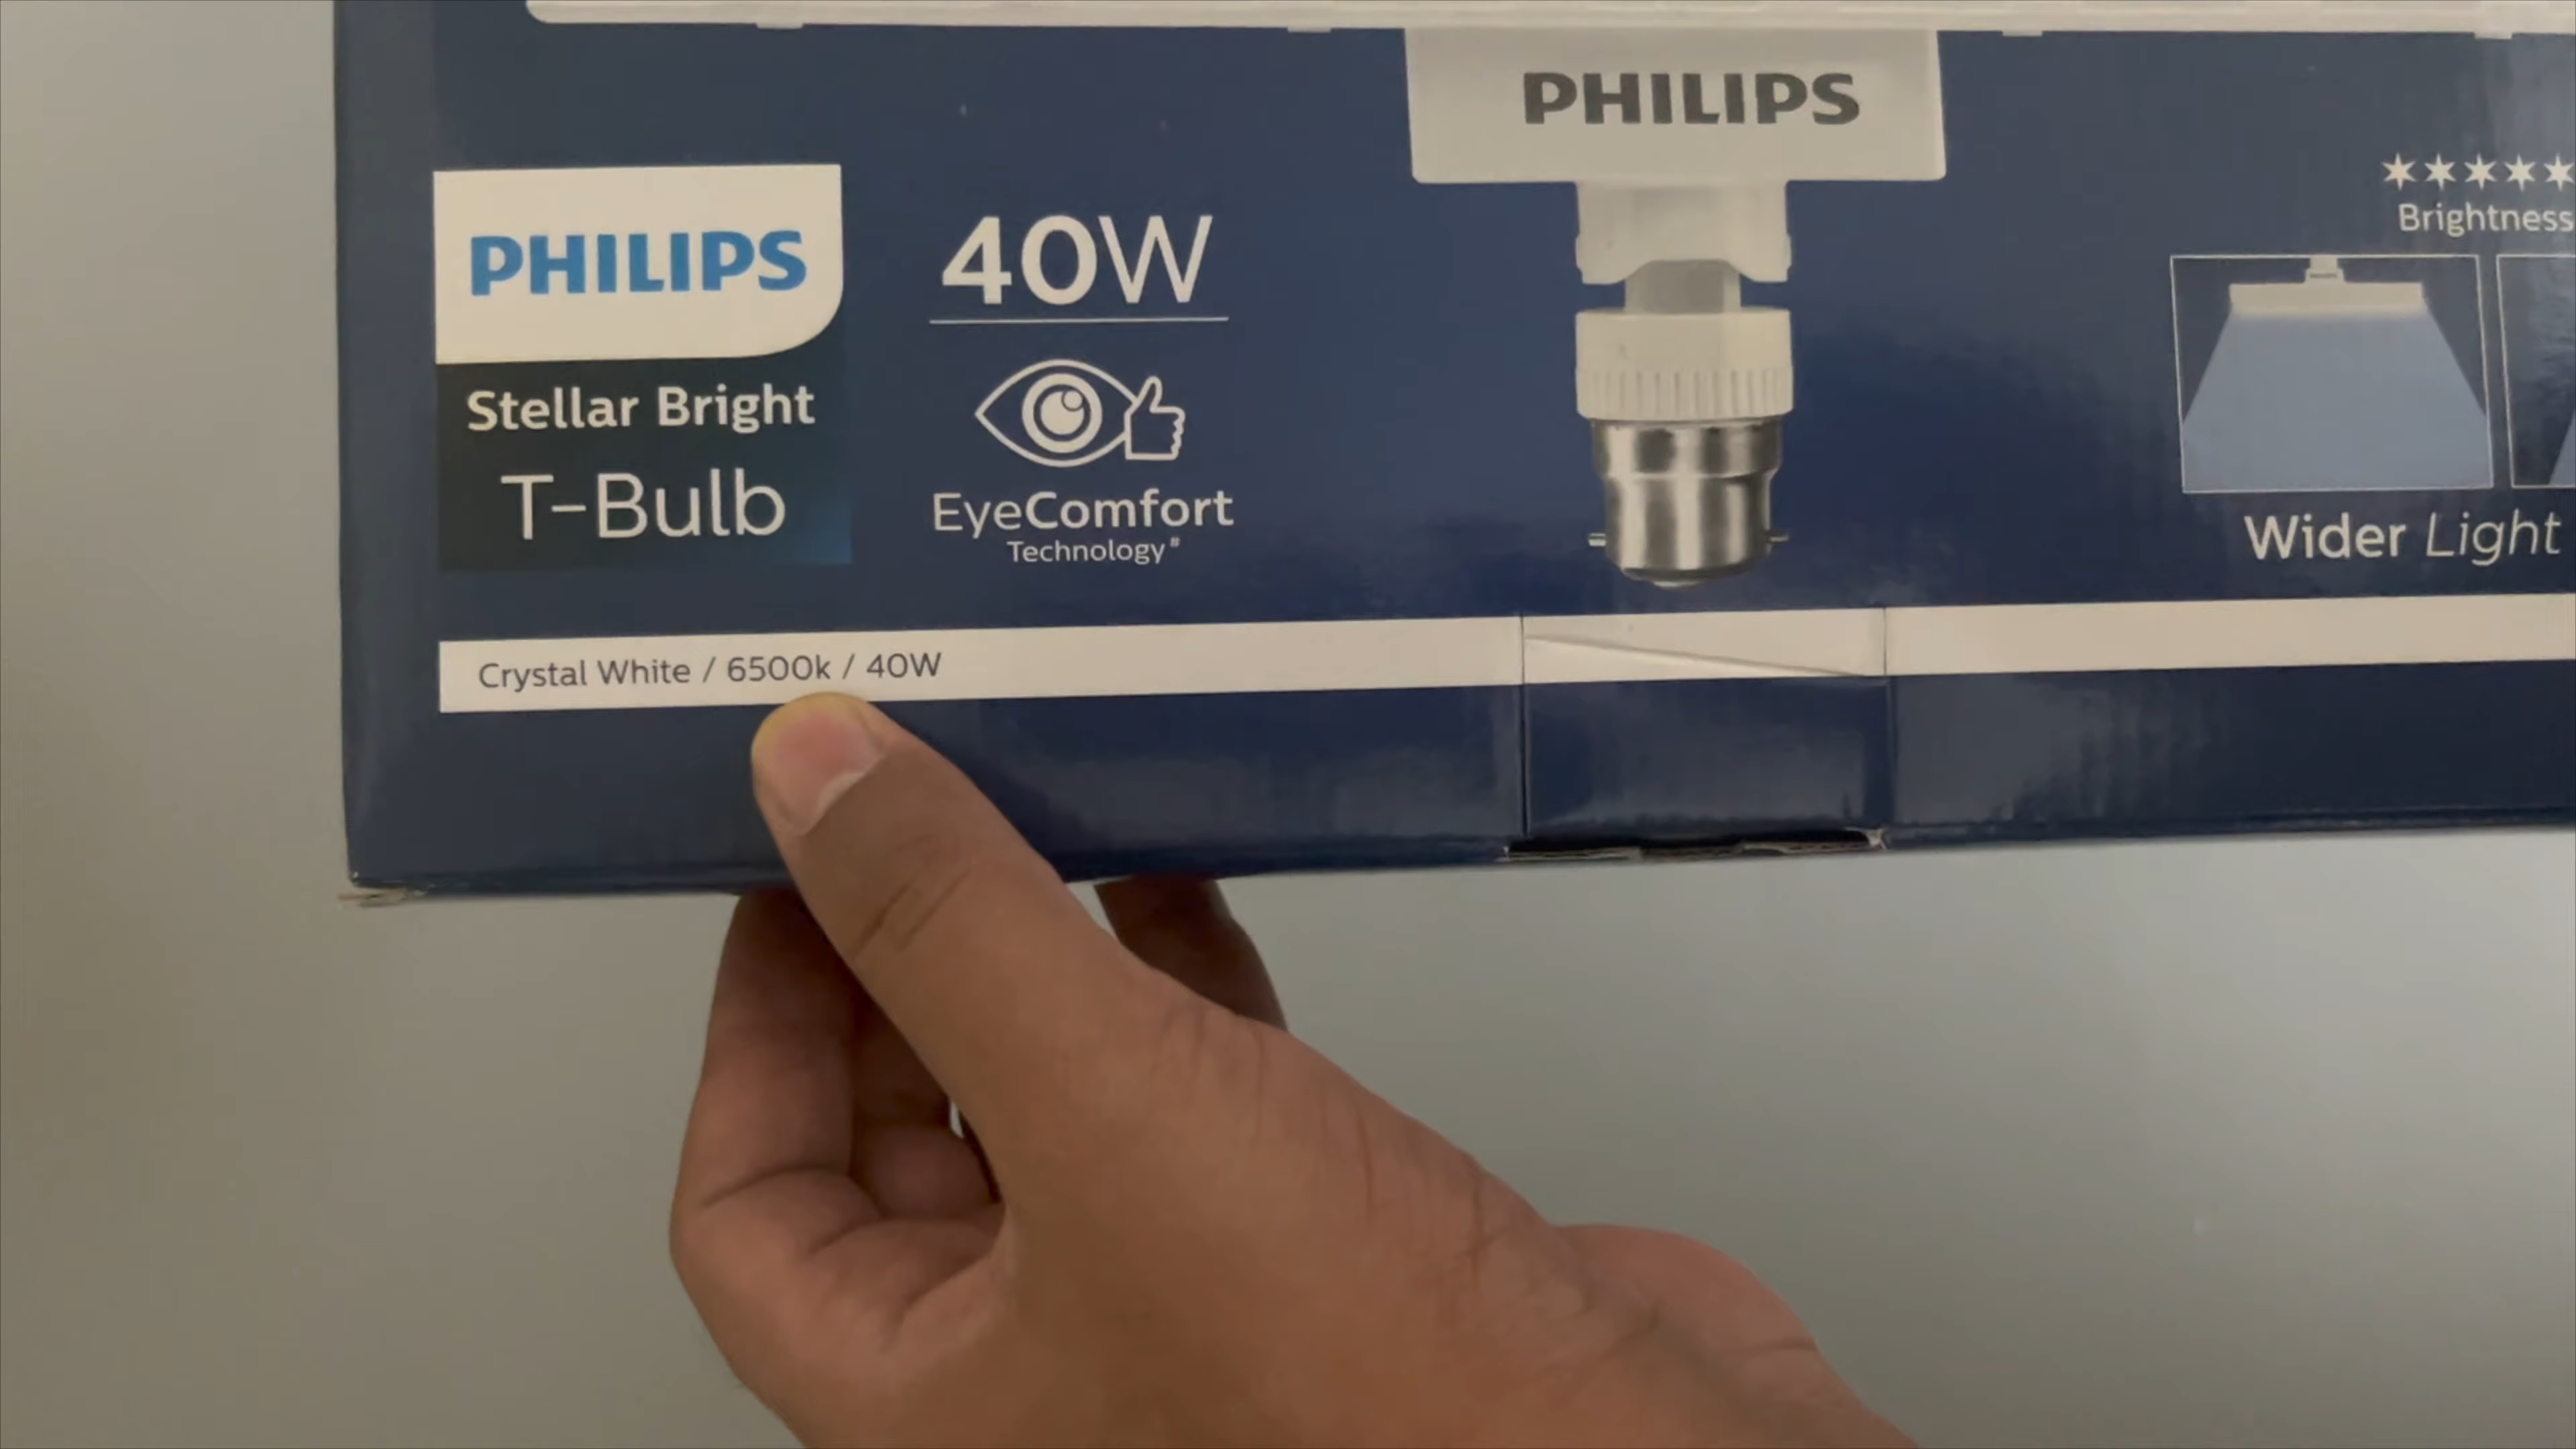 PHILIPS
PHILIPS
Stellar Bright
T-Bulb
40W
EyeComfort
Technology#
Brightness
Wider Light
Crystal White / 6500k / 40W